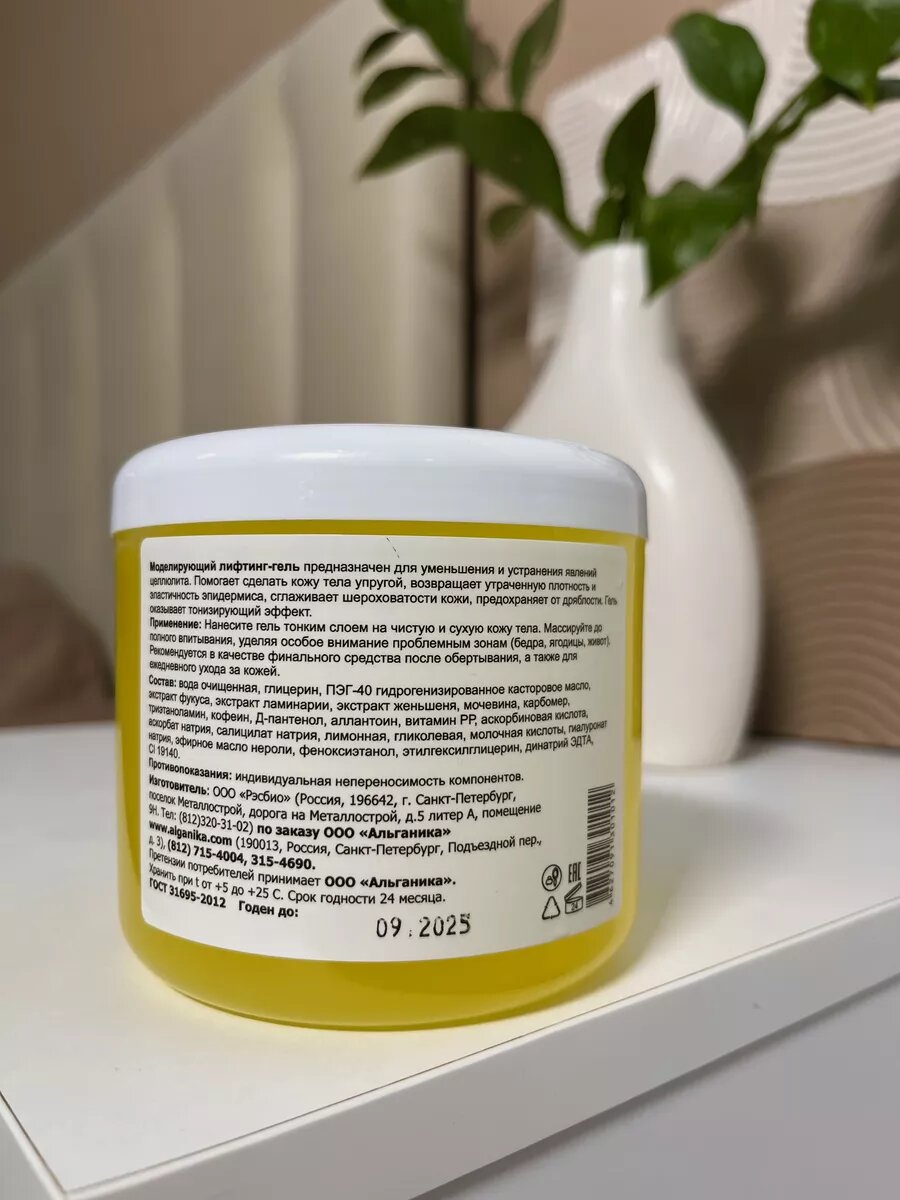 Моделирующий лифтинг-гель предназначен для уменьшения и устранения явлений
целлюлита. Помогает сделать кожу тела упругой, возвращает утраченную плотность и
эластичность эпидермиса, сглаживает шероховатости кожи, предохраняет от дряблости. Гель
оказывает тонизирующий эффект.
Применение: Нанесите гель тонким слоем на чистую и сухую кожу тела. Массируйте до
полного впитывания, уделяя особое внимание проблемным зонам (бедра, ягодицы, живот).
Рекомендуется в качестве финального средства после обертывания, а также для
ежедневного ухода за кожей.
Состав: вода очищенная, глицерин, ПЭГ-40 гидрогенизированное касторовое масло,
экстракт фукуса, экстракт ламинарии, экстракт женьшеня, мочевина, карбомер,
триэтаноламин, кофеин, Д-пантенол, аллантоин, витамин РР, аскорбиновая кислота,
аскорбат натрия, салицилат натрия, лимонная, гликолевая, молочная кислоты, гиалуронат
натрия, эфирное масло нероли, феноксиэтанол, этилгексилглицерин, динатрий ЭДТА,
CI 19140.
Противопоказания: индивидуальная непереносимость компонентов.
Изготовитель: ООО «Рэсбио» (Россия, 196642, г. Санкт-Петербург,
поселок Металлострой, дорога на Металлострой, д.5 литер А, помещение
9Н. Тел: (812)320-31-02) по заказу ООО «Альганика»
www.alganika.com (190013, Россия, Санкт-Петербург, Подъездной пер.,
д. 3), (812) 715-4004, 315-4690.
Претензии потребителей принимает ООО «Альганика».
Хранить при t от +5 до +25 С. Срок годности 24 месяца.
ГОСТ 31695-2012 Годен до:
09.2025
EAC
24